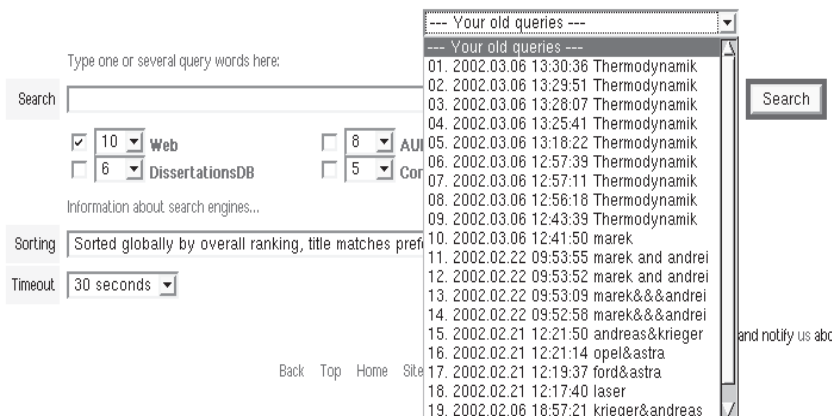 --- Your old queries ---
--- Your old queries ---
Type one or several query words here:
01. 2002.03.06 13:30:36 Thermodynamik
02. 2002.03.06 13:29:51 Thermodynamik
Search
Search
03. 2002.03.06 13:28:07 Thermodynamik
04. 2002.03.06 13:25:41 Thermodynamik
10 Web
8
05. 2002.03.06 13:18:22 Thermodynamik
06. 2002.03.06 12:57:39 Thermodynamik
6 DissertationsDB
5
07. 2002.03.06 12:57:11 Thermodynamik
08. 2002.03.06 12:56:18 Thermodynamik
Information about search engines...
09. 2002.03.06 12:43:39 Thermodynamik
10. 2002.03.06 12:41:50 marek
Sorting Sorted globally by overall ranking, title matches
11. 2002.02.22 09:53:55 marek and andrei
12. 2002.02.22 09:53:52 marek and andrei
Timeout 30 seconds
13. 2002.02.22 09:53:09 marek&&&andrei
14. 2002.02.22 09:52:58 marek&&&andrei
15. 2002.02.21 12:21:50 andreas&krieger
and notify us
16. 2002.02.21 12:21:14 opel&astra
Back Top Home
17. 2002.02.21 12:19:37 ford&astra
18. 2002.02.21 12:17:40 laser
19. 2002.02.06 18:57:21 krieger&andreas